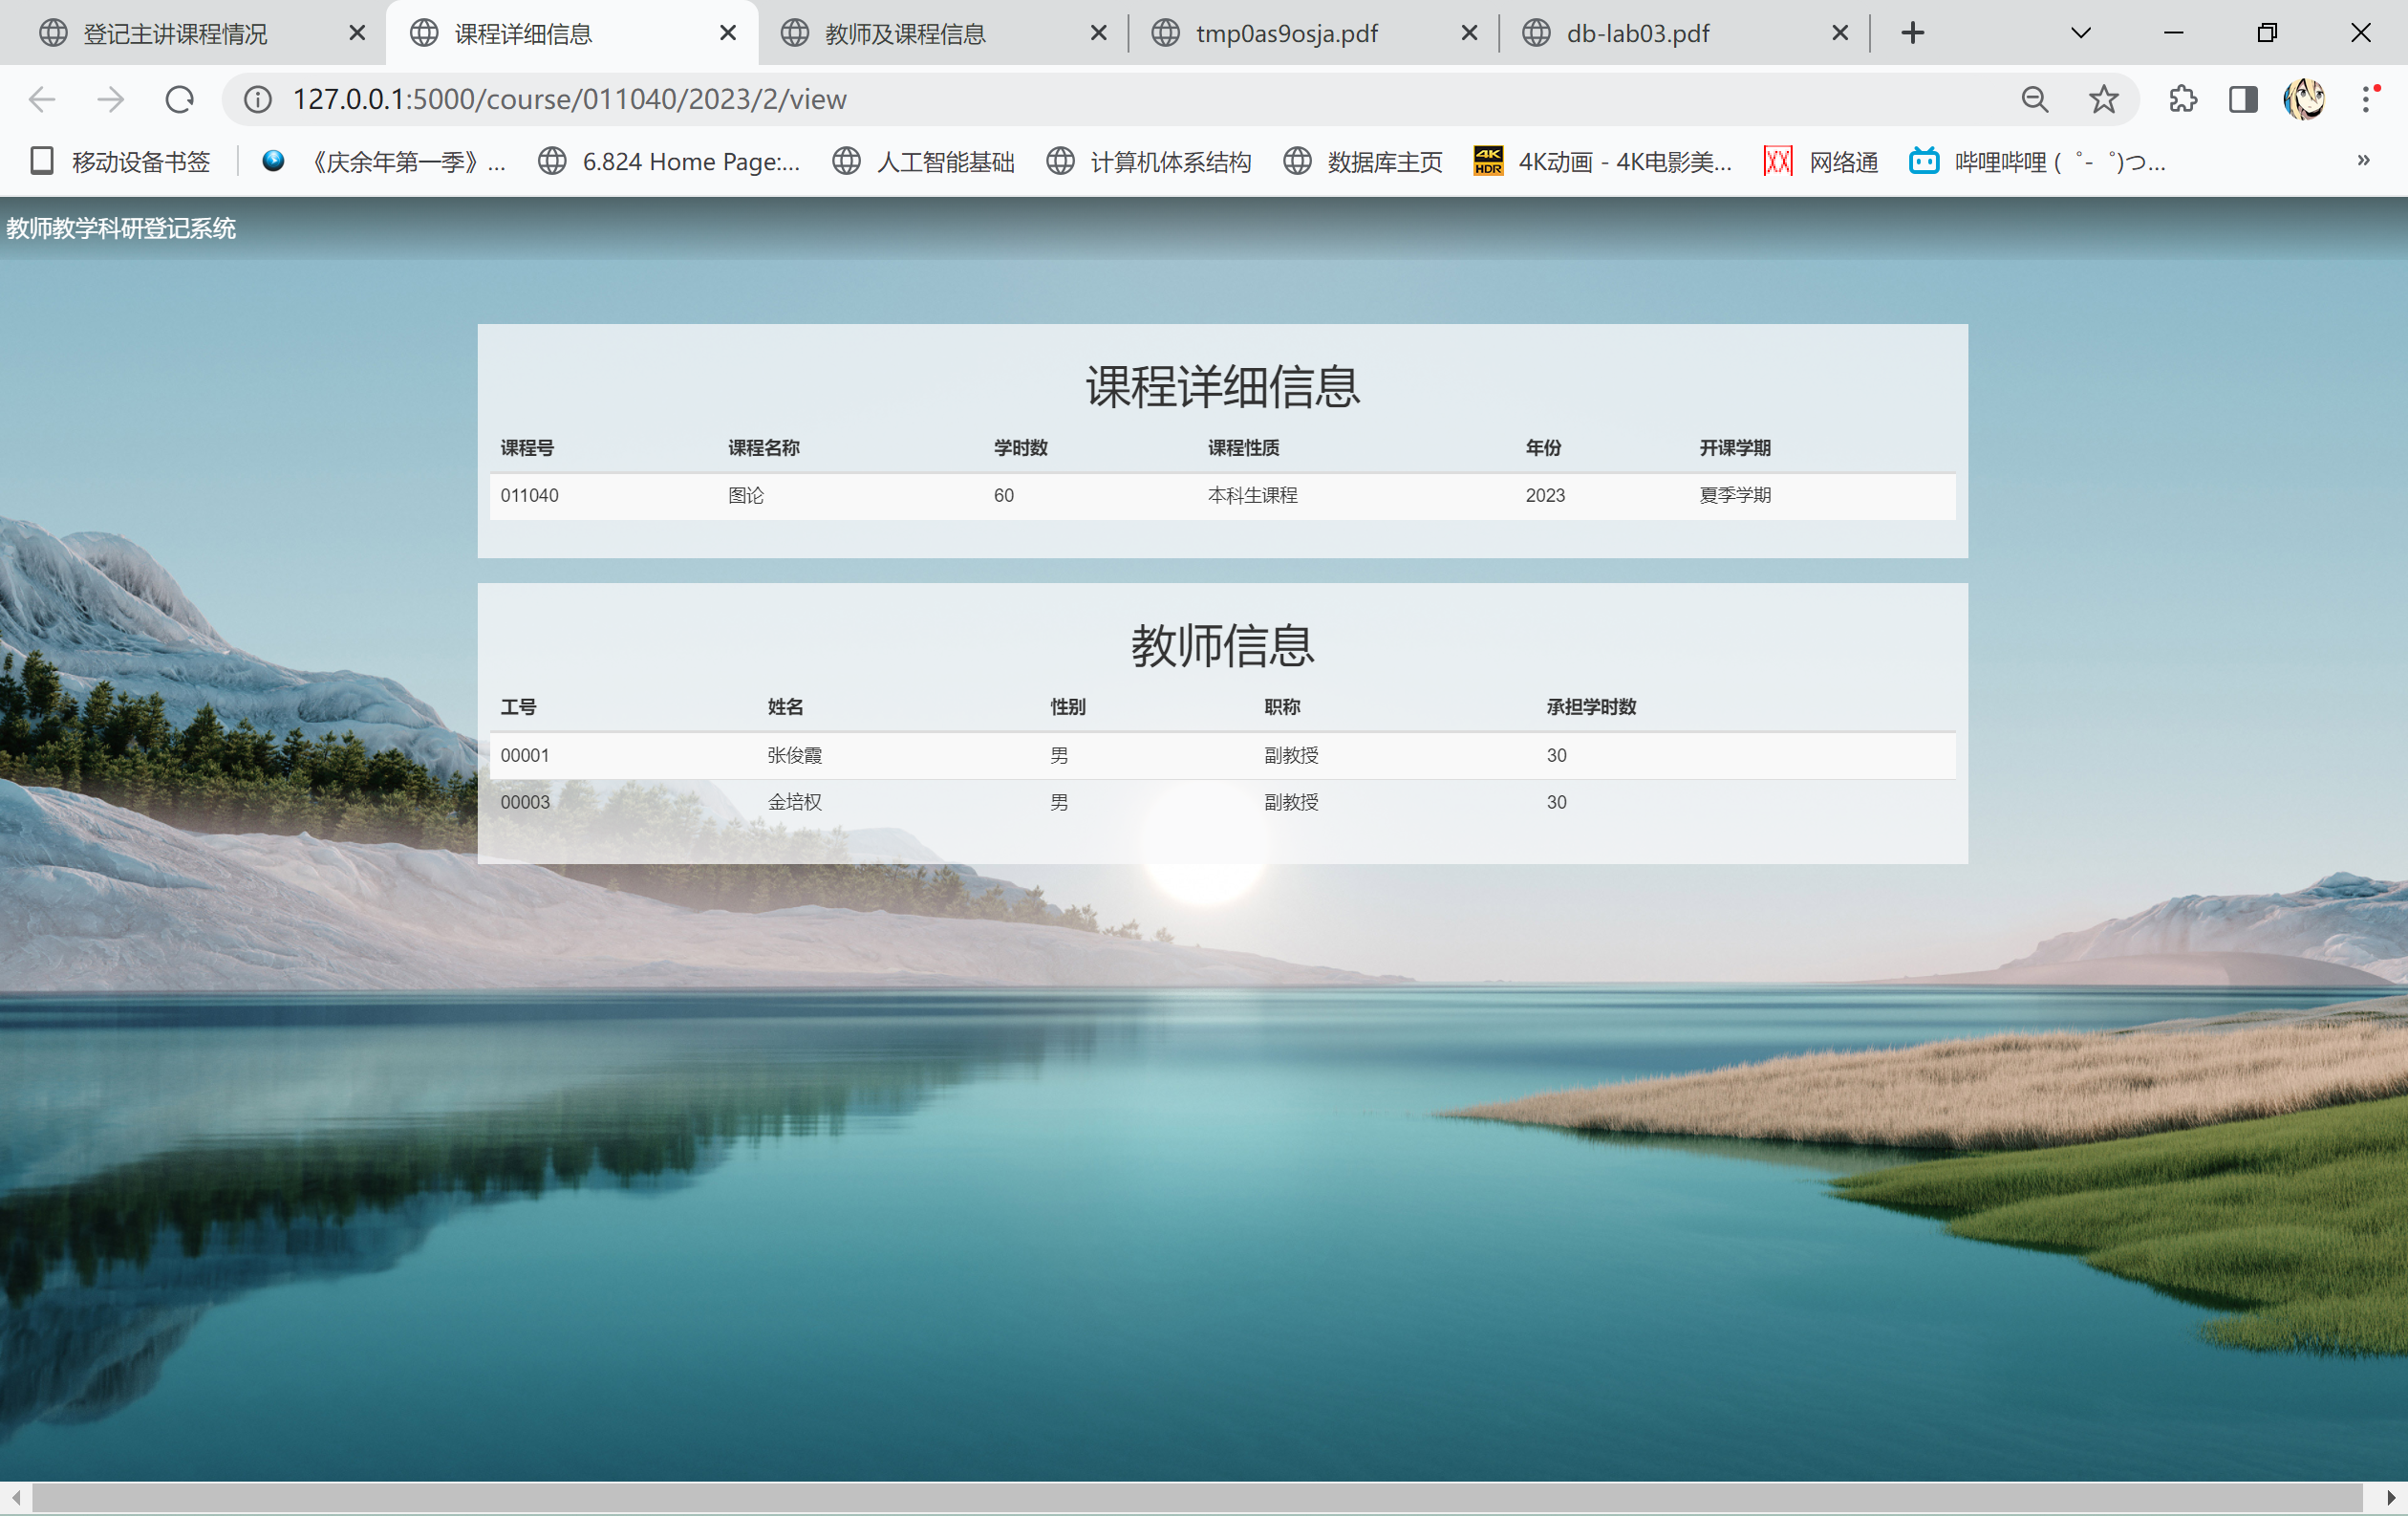 登记主讲课程情况 课程详细信息 教师及课程信息 tmp0as9osja.pdf db-lab03.pdf
127.0.0.1:5000/course/011040/2023/2/view
移动设备书签 《庆余年第一季》... 6.824 Home Page:... 人工智能基础 计算机体系结构 数据库主页 4K HDR 4K动画 - 4K电影美... 网络通 哔哩哔哩 (゜-゜)つ... »
教师教学科研登记系统
课程详细信息
课程号 课程名称 学时数 课程性质 年份 开课学期
011040 图论 60 本科生课程 2023 夏季学期
教师信息
工号 姓名 性别 职称 承担学时数
00001 张俊霞 男 副教授 30
00003 金培权 男 副教授 30